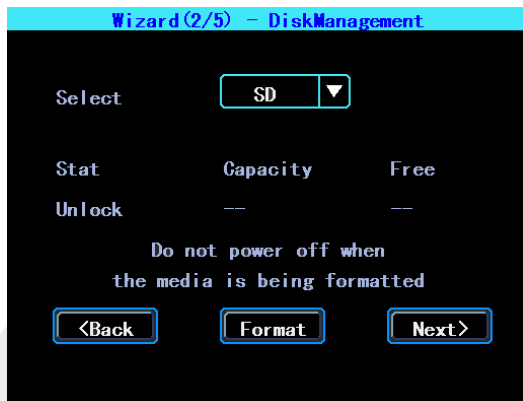 Wizard(2/5) - DiskManagement
Select SD
Stat Capacity Free
Unlock -- --
Do not power off when
the media is being formatted
<Back Format Next>